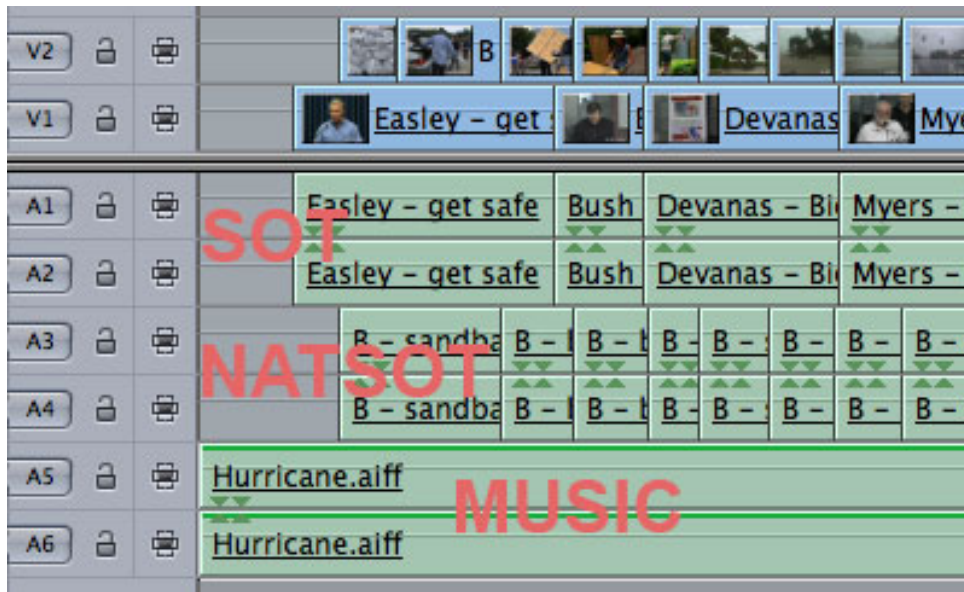 V2 B
V1 Easley – get Devanas Mye
A1 Easley – get safe Bush Devanas – Bi Myers –
SOT
A2 Easley – get safe Bush Devanas – Bi Myers –
A3 B – sandba B – B – b B – B – B – B – B –
NATSOT
A4 B – sandba B – B – b B – B – B – B – B –
A5 Hurricane.aiff
MUSIC
A6 Hurricane.aiff